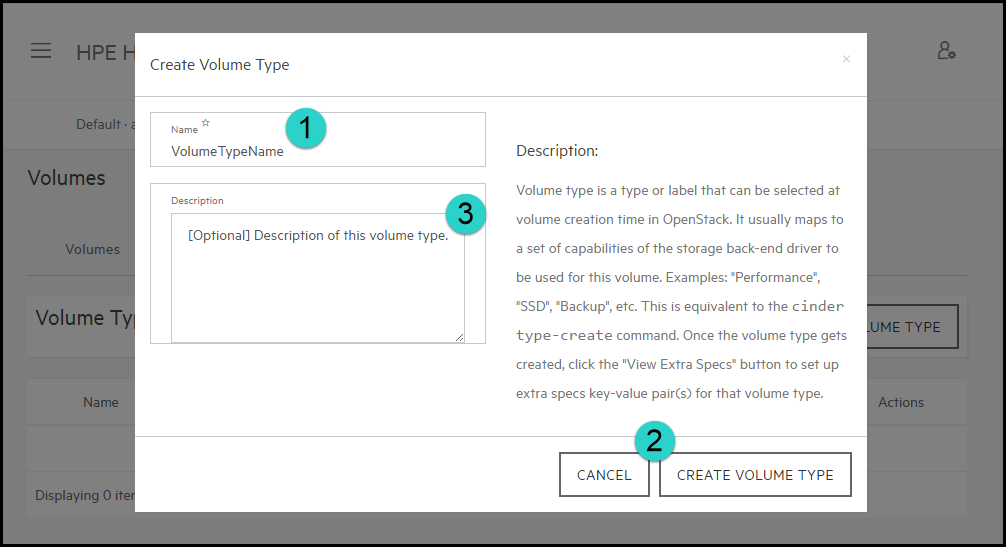 HPE H
Create Volume Type
×
Default · a
Name
1
VolumeTypeName
Description
3
[Optional] Description of this volume type.
Description:
Volume type is a type or label that can be selected at
volume creation time in OpenStack. It usually maps to
a set of capabilities of the storage back-end driver to
be used for this volume. Examples: "Performance",
"SSD", "Backup", etc. This is equivalent to the cinder
type-create command. Once the volume type gets
created, click the "View Extra Specs" button to set up
extra specs key-value pair(s) for that volume type.
2
CANCEL
CREATE VOLUME TYPE
Volumes
Volumes
Volume Typ
LUME TYPE
Name
Actions
Displaying 0 iter